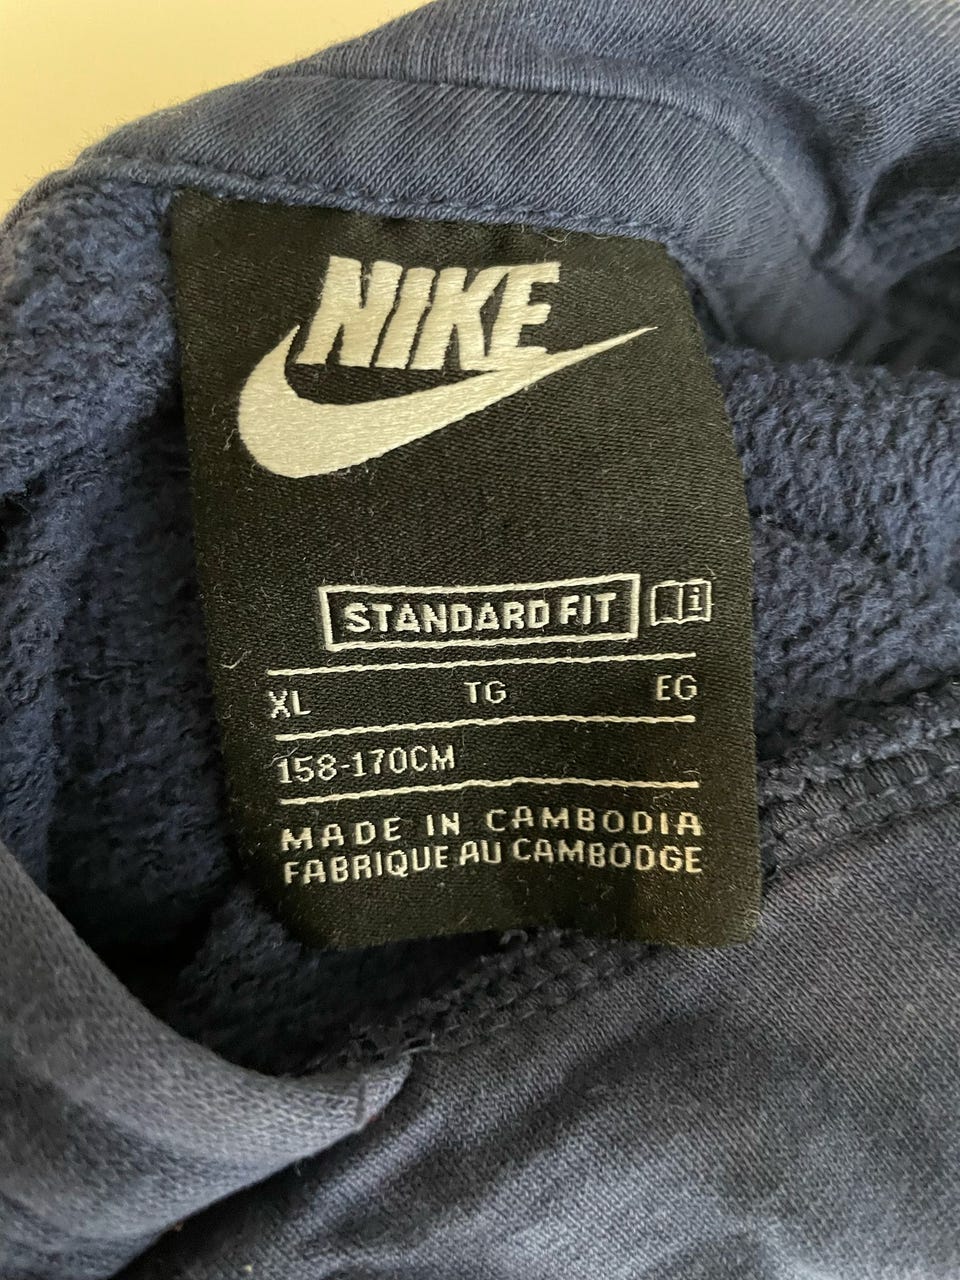 NIKE
STANDARD FIT
XL TG EG
158-170CM
MADE IN CAMBODIA
FABRIQUE AU CAMBODGE